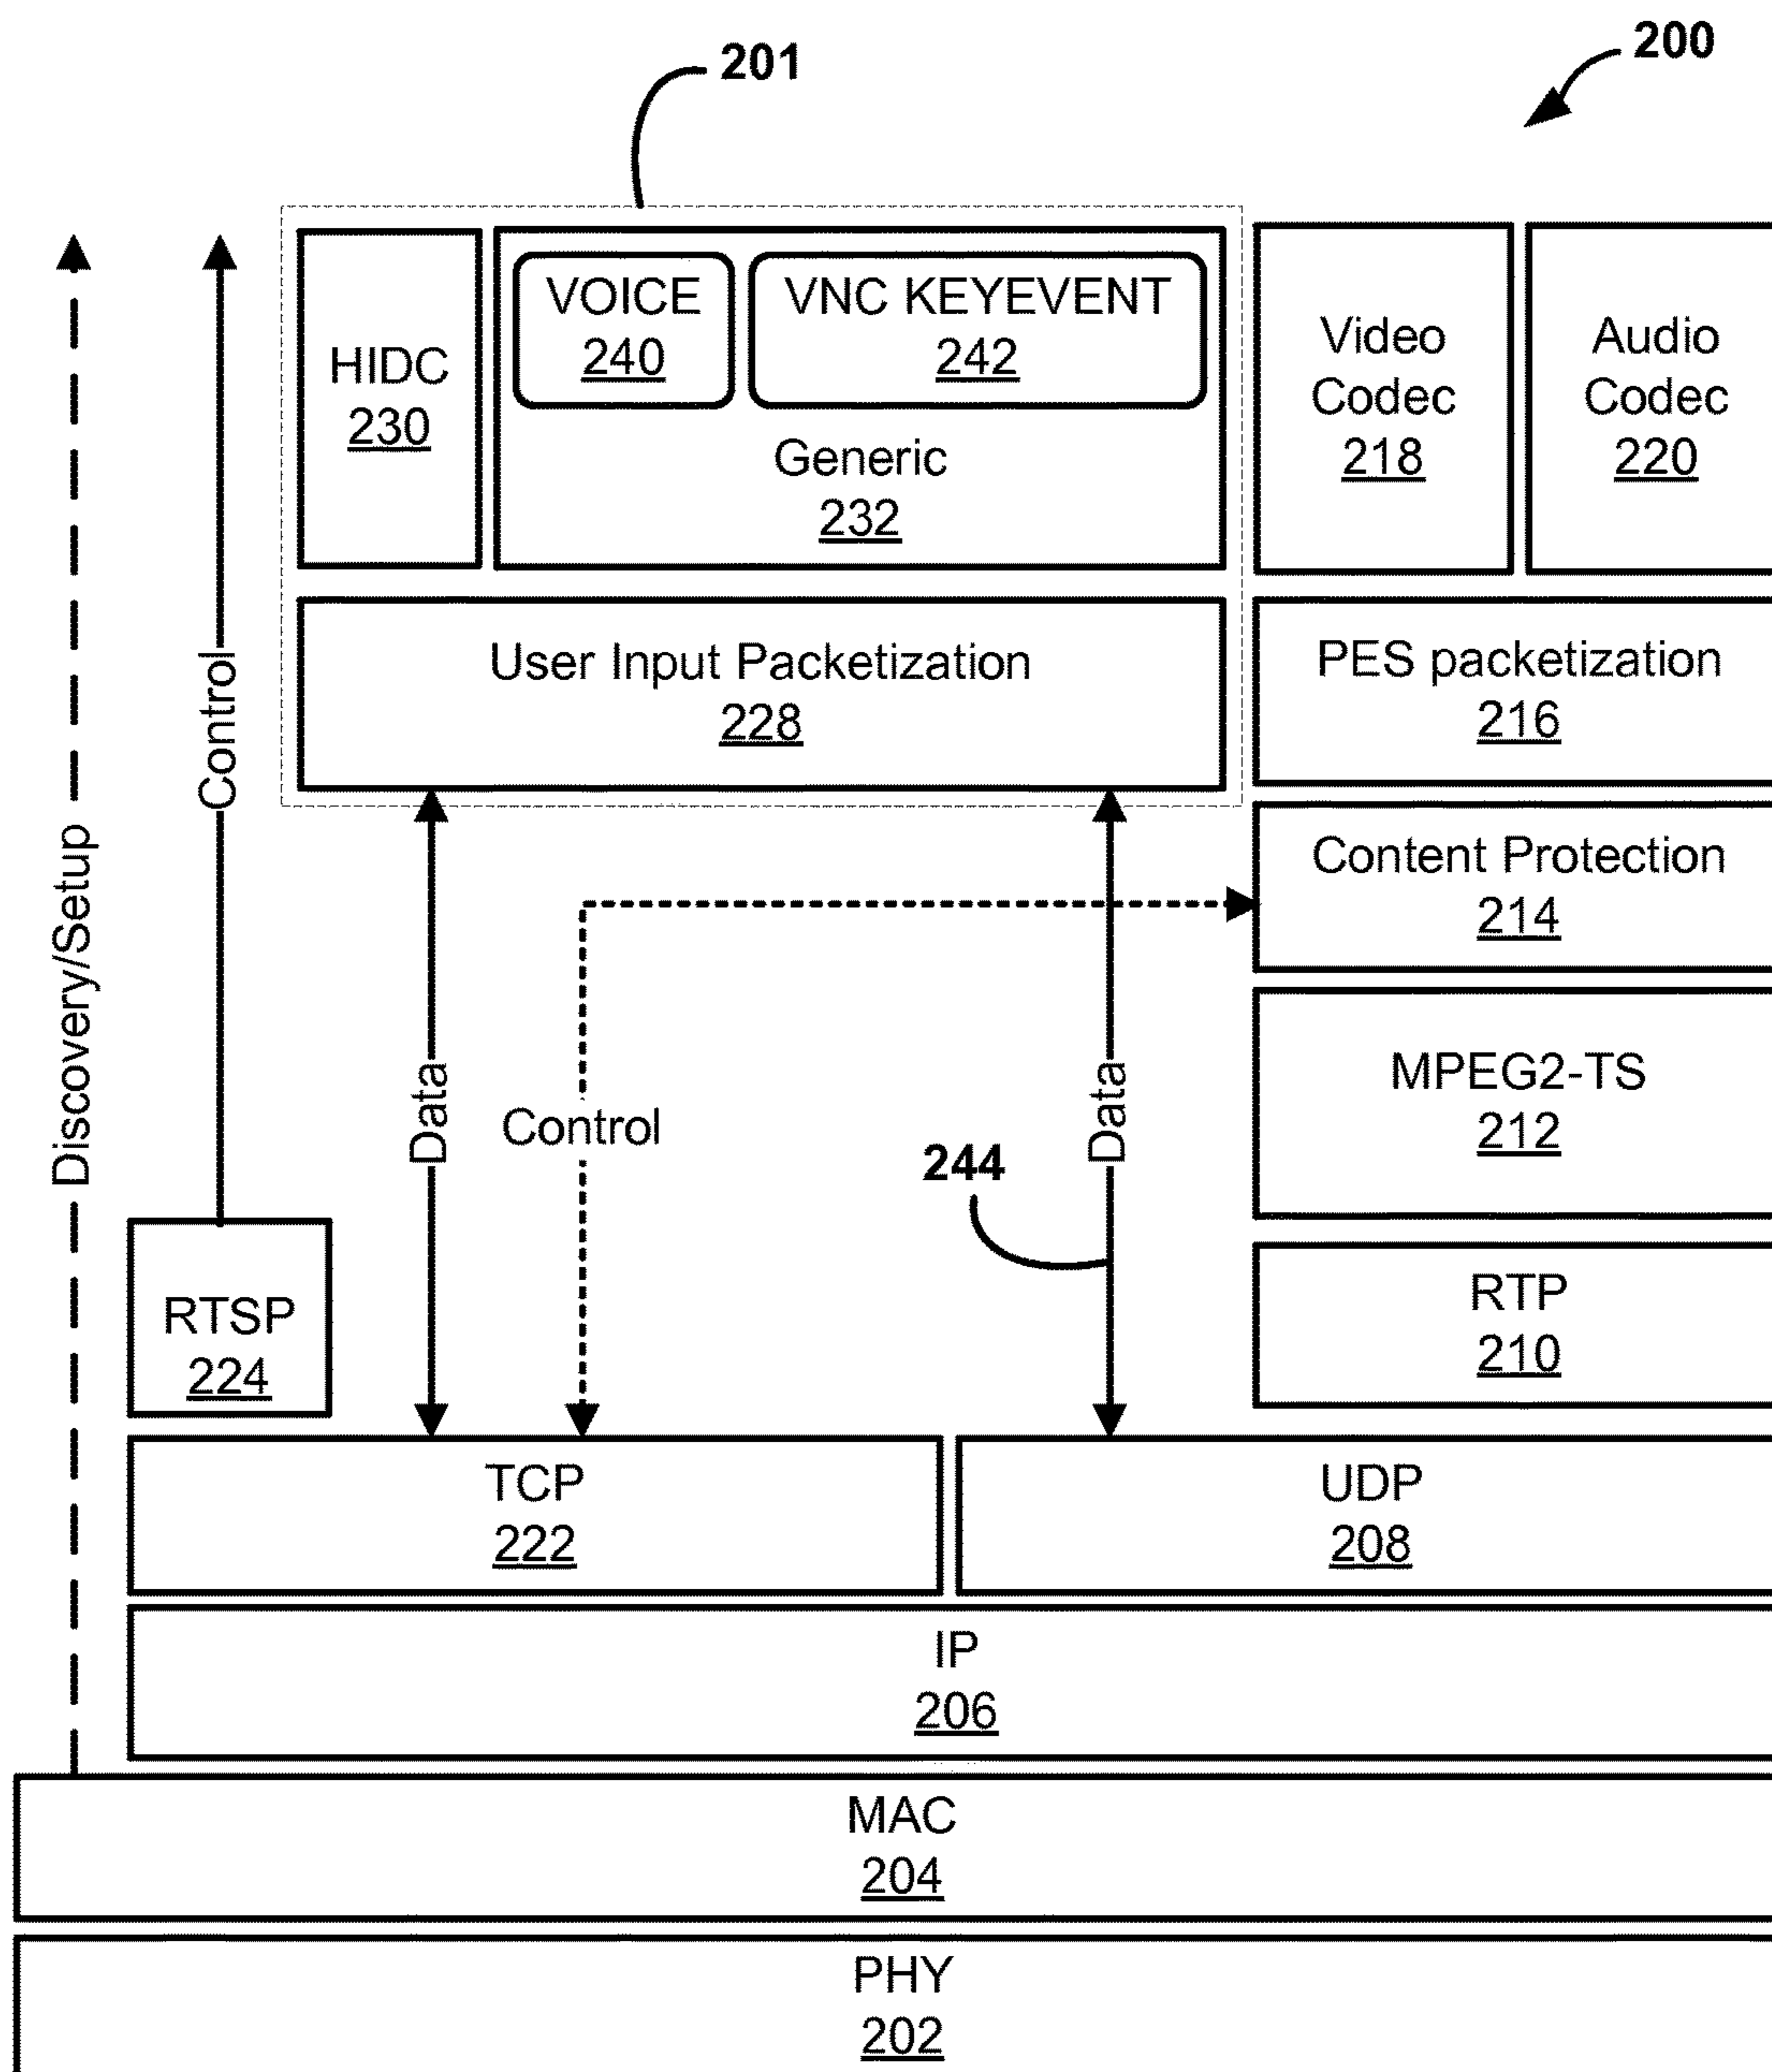 201
200
HIDC
230
VOICE
240
VNC KEYEVENT
242
Generic
232
Video
Codec
218
Audio
Codec
220
User Input Packetization
228
PES packetization
216
Control
Discovery/Setup
Content Protection
214
Data
Control
Data
244
MPEG2-TS
212
RTSP
224
RTP
210
TCP
222
UDP
208
IP
206
MAC
204
PHY
202